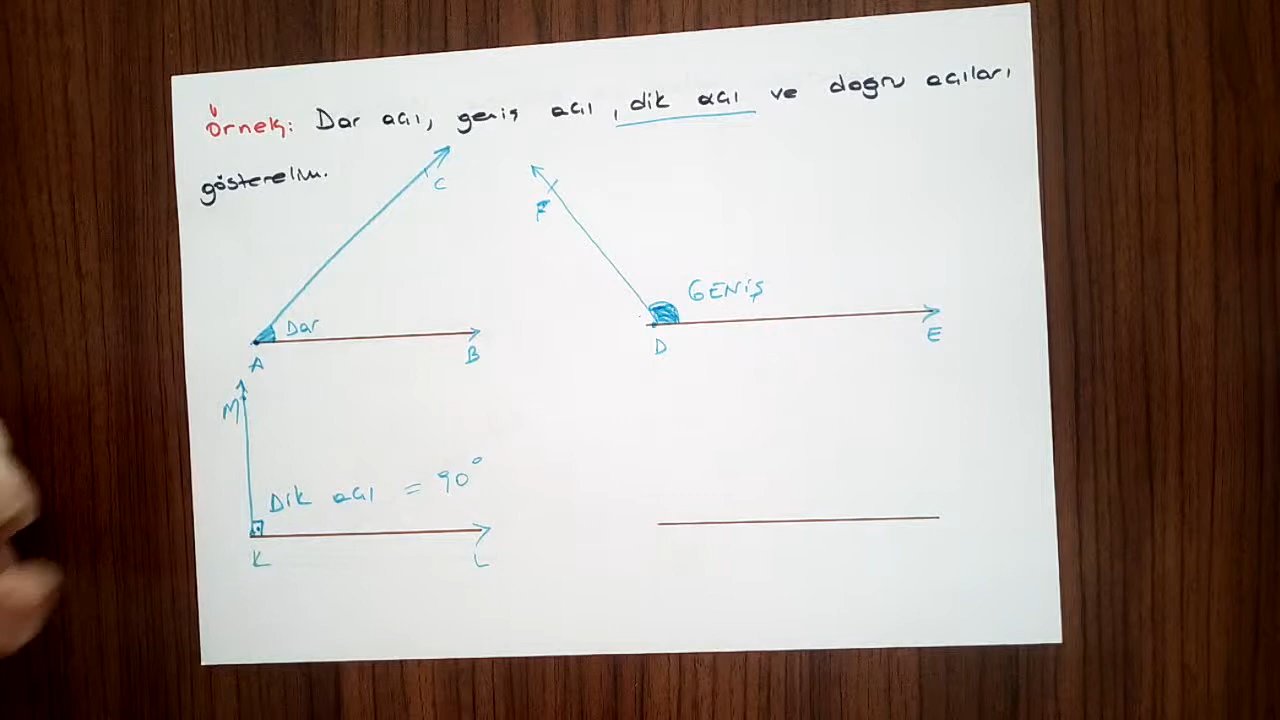 Örnek: Dar açı, geniş açı, dik açı ve doğru açıları
gösterelim.
C
F
Dar
GENİŞ
A
B
D
E
M
Dik açı = 90°
K
L